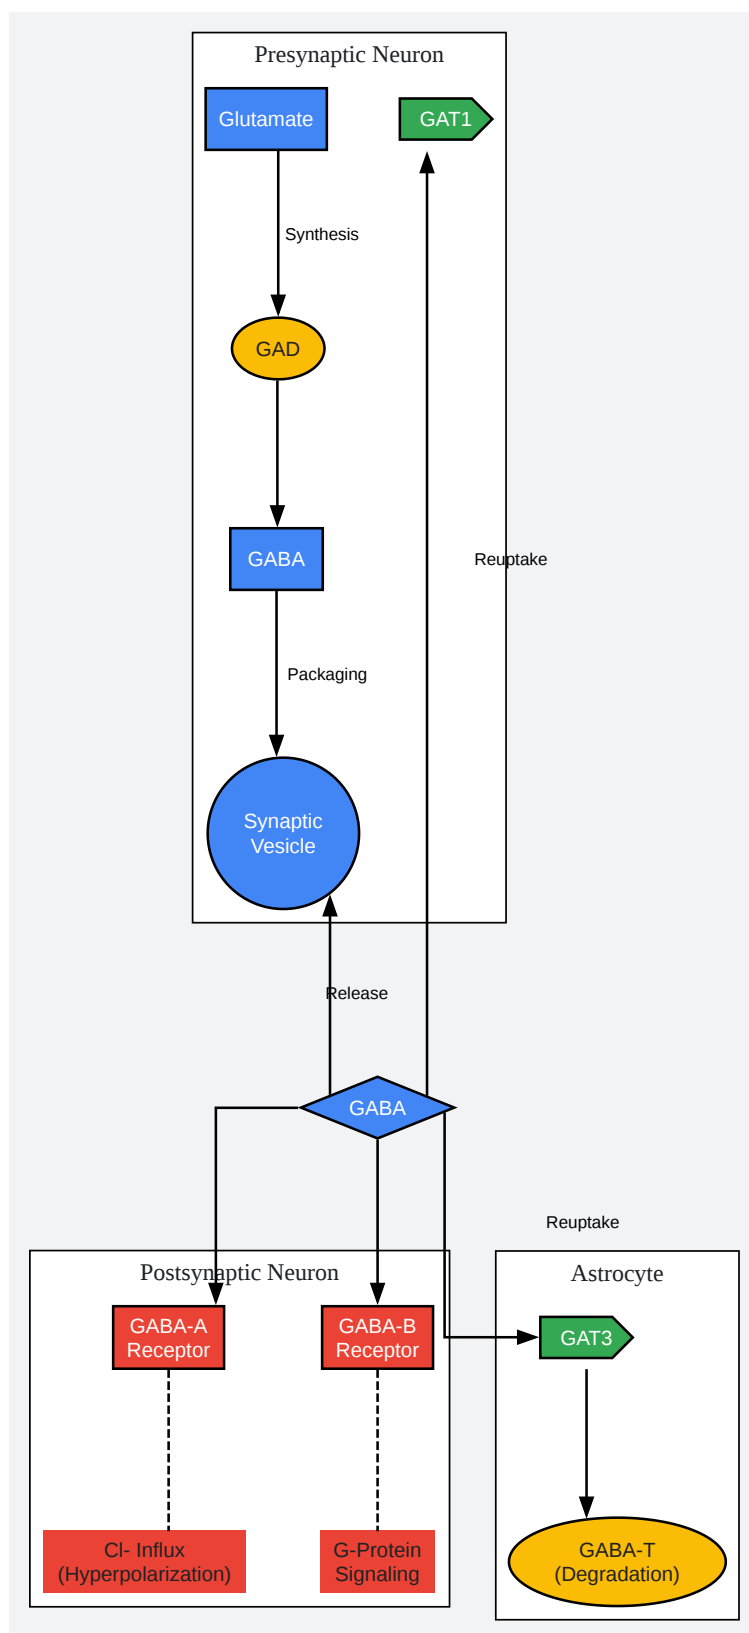 Presynaptic Neuron
Glutamate
GAT1
Synthesis
GAD
GABA
Reuptake
Packaging
Synaptic
Vesicle
Release
GABA
Reuptake
Postsynaptic Neuron
Astrocyte
GABA-A
Receptor
GABA-B
Receptor
GAT3
Cl- Influx
(Hyperpolarization)
G-Protein
Signaling
GABA-T
(Degradation)